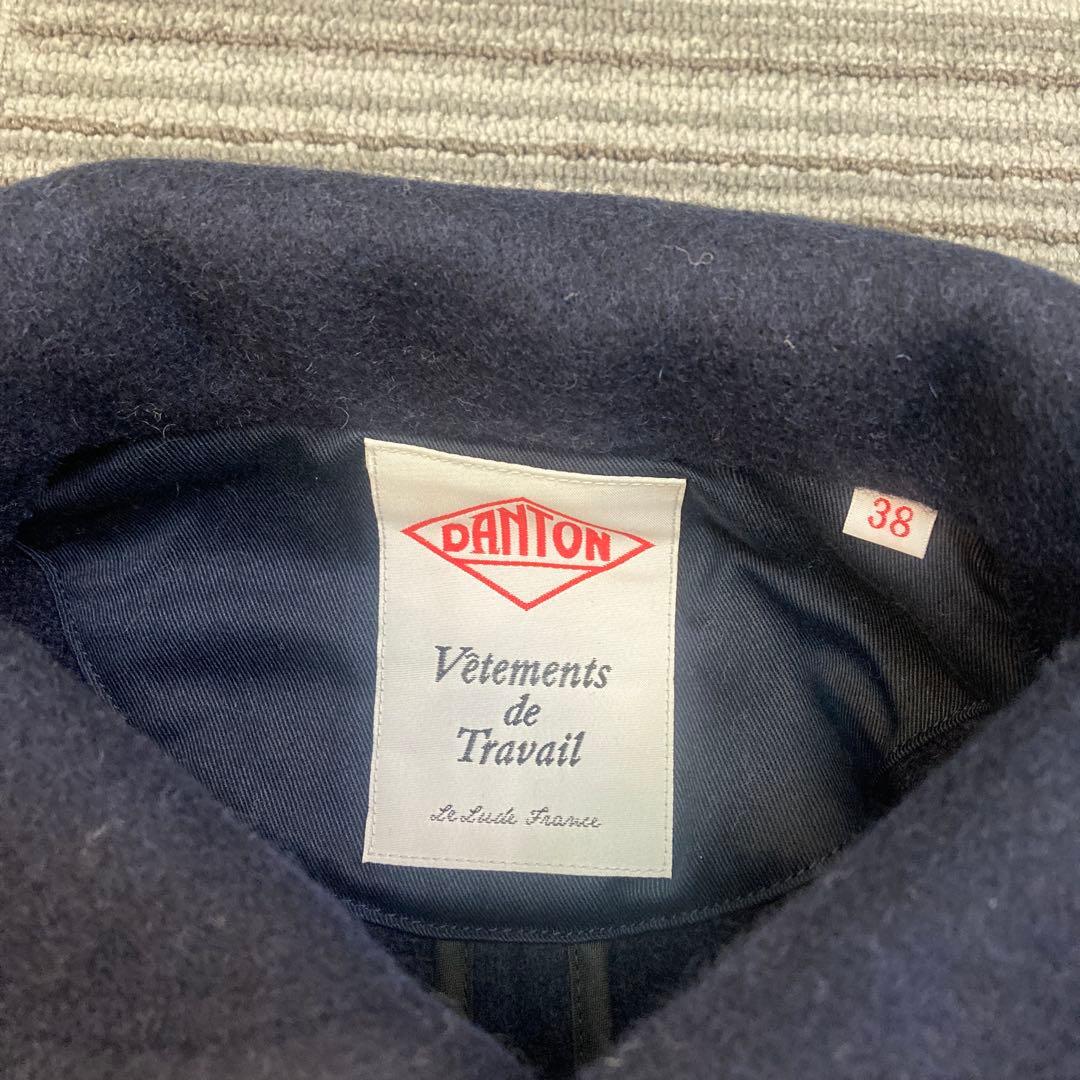 DANTON
38
Vêtements
de
Travail
Le Lude France